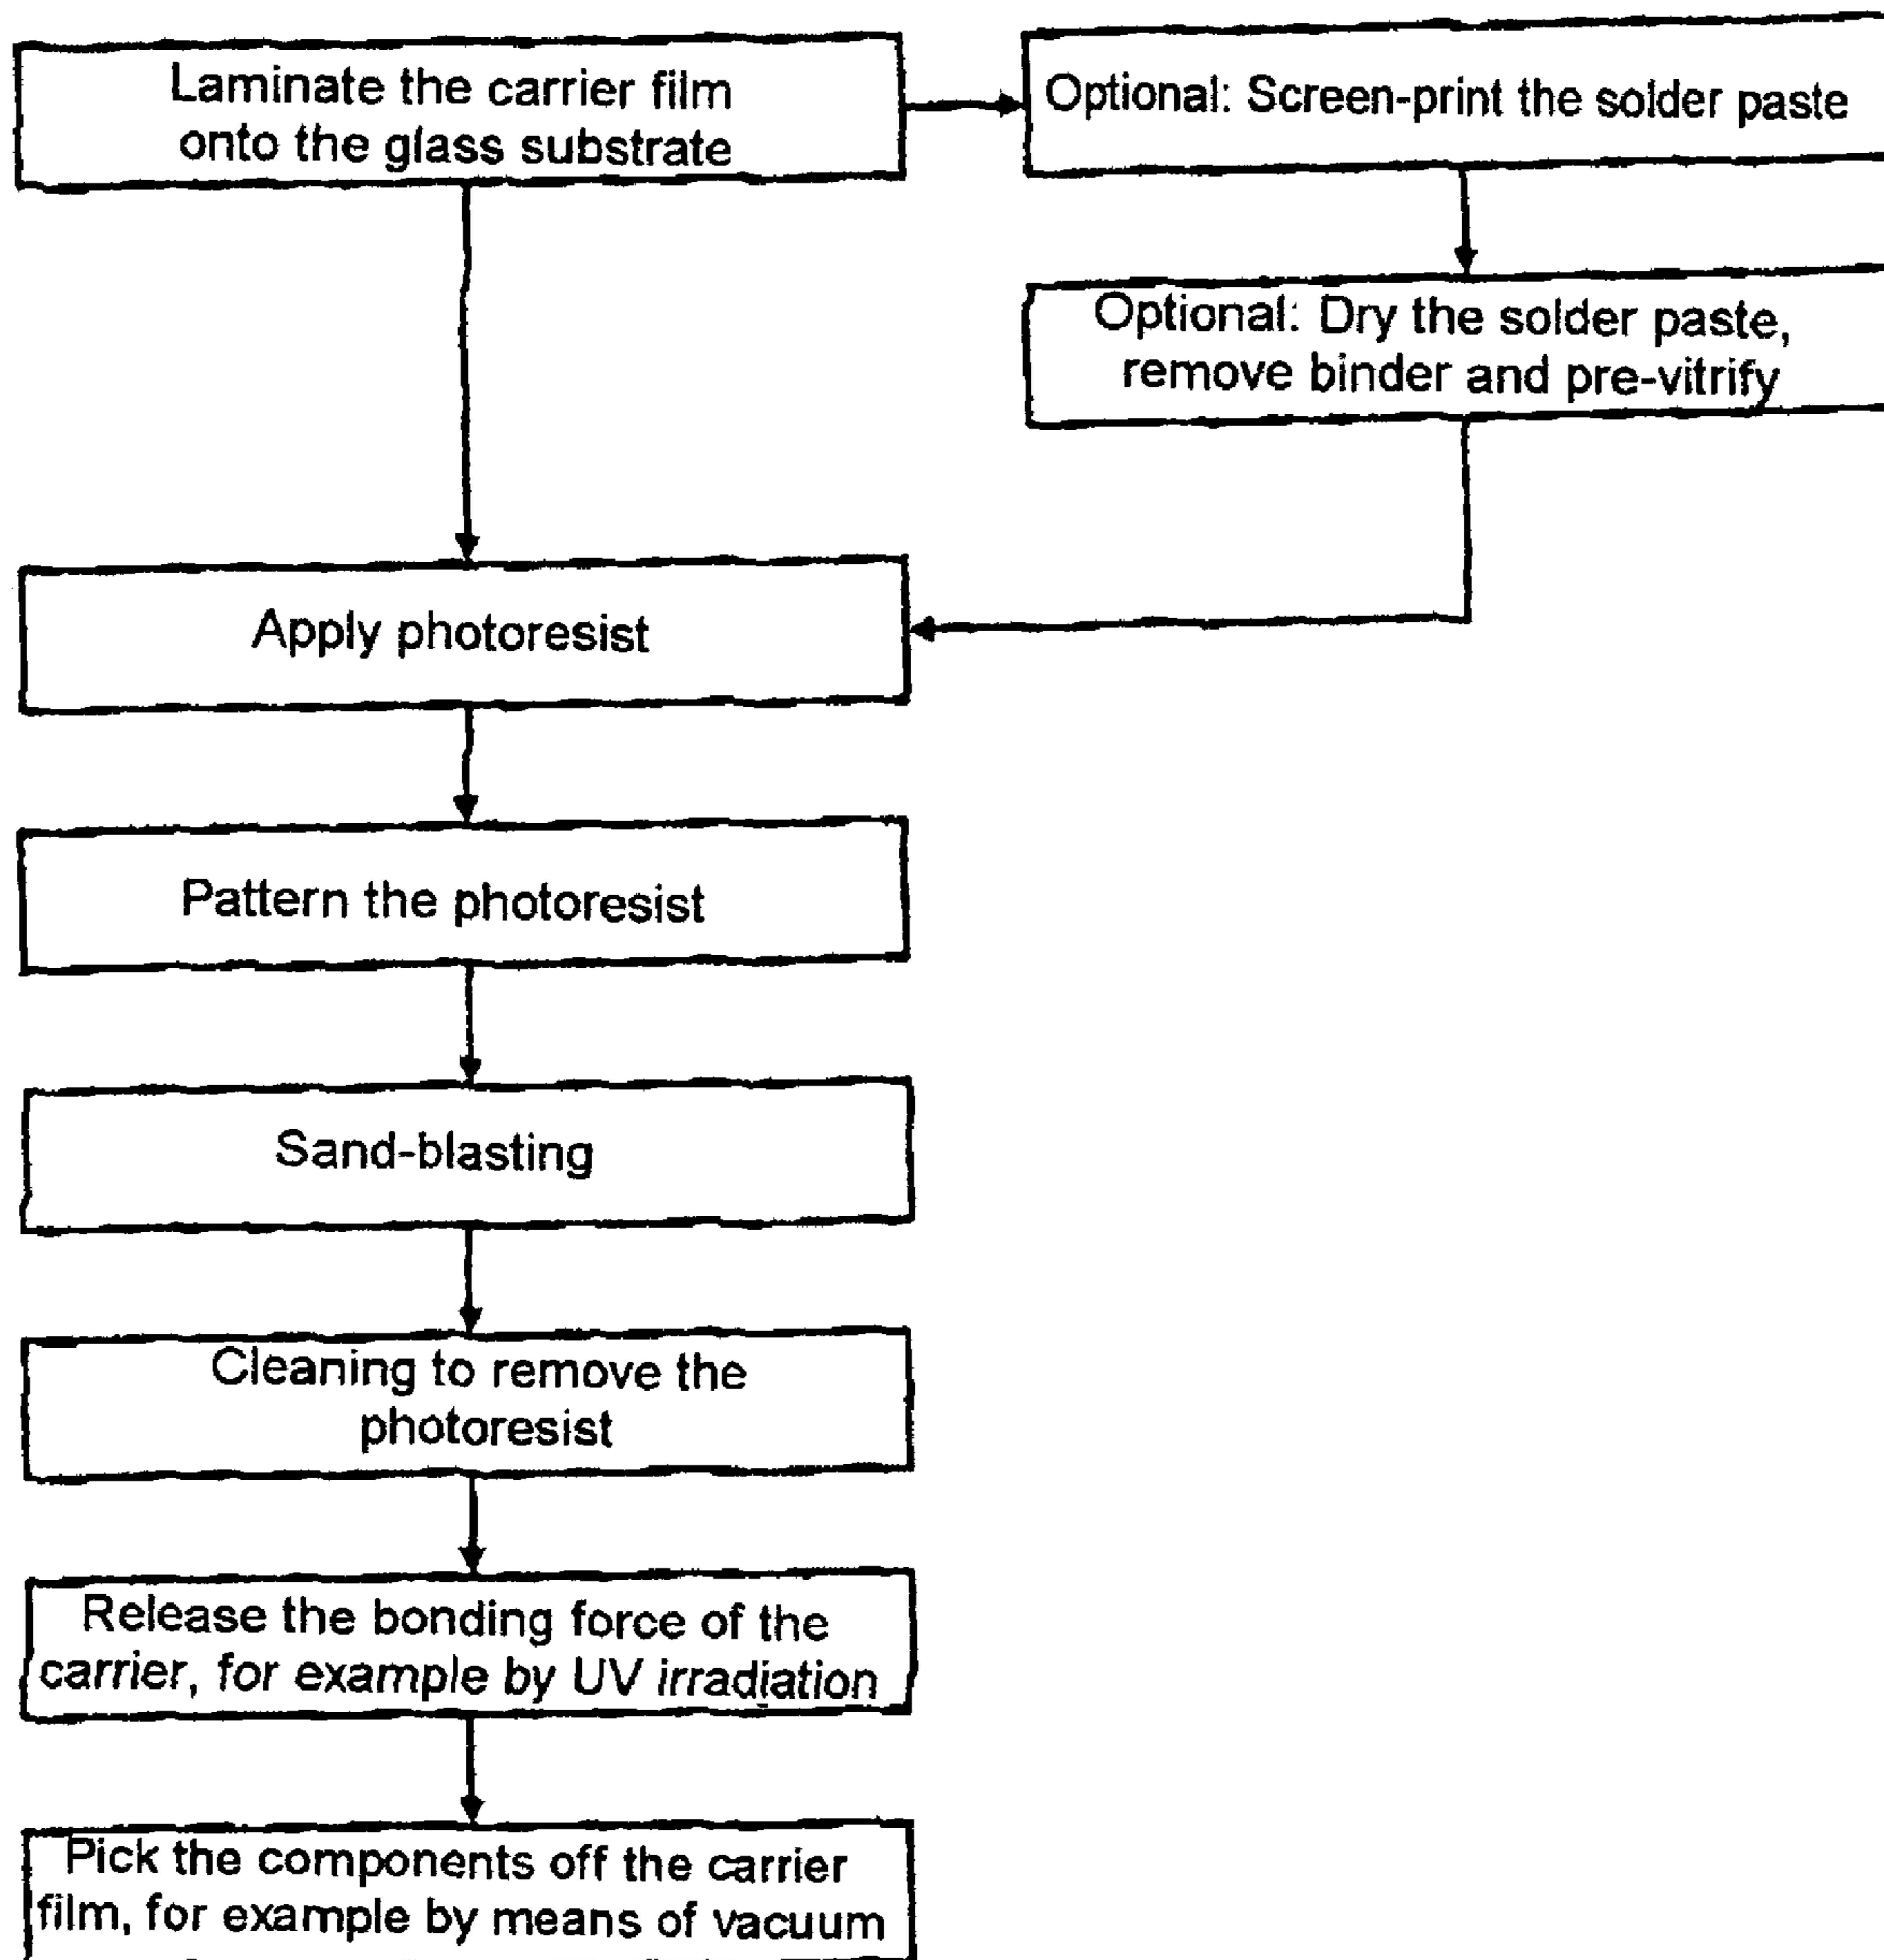 Laminate the carrier film
onto the glass substrate
Optional: Screen-print the solder paste
Optional: Dry the solder paste,
remove binder and pre-vitrify
Apply photoresist
Pattern the photoresist
Sand-blasting
Cleaning to remove the
photoresist
Release the bonding force of the
carrier, for example by UV irradiation
Pick the components off the carrier
film, for example by means of vacuum